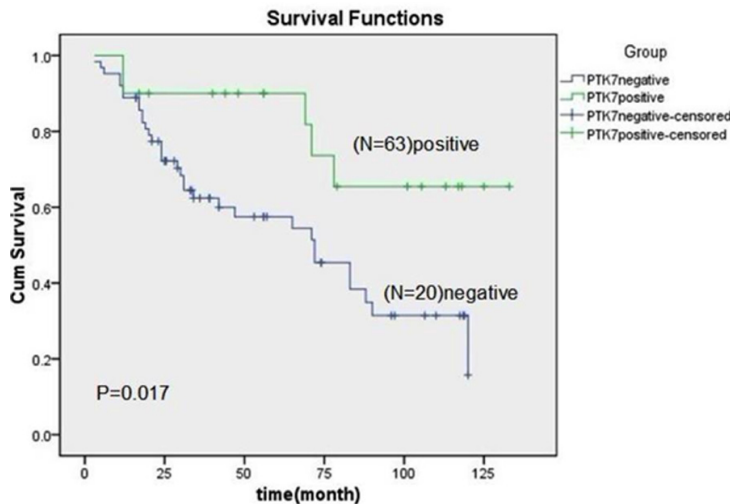 Survival Functions
Group
PTK7negative
PTK7positive
PTK7negative-censored
PTK7positive-censored
Cum Survival
1.0
0.8
0.6
0.4
0.2
0.0
(N=63)positive
(N=20)negative
P=0.017
0
25
50
75
100
125
time(month)